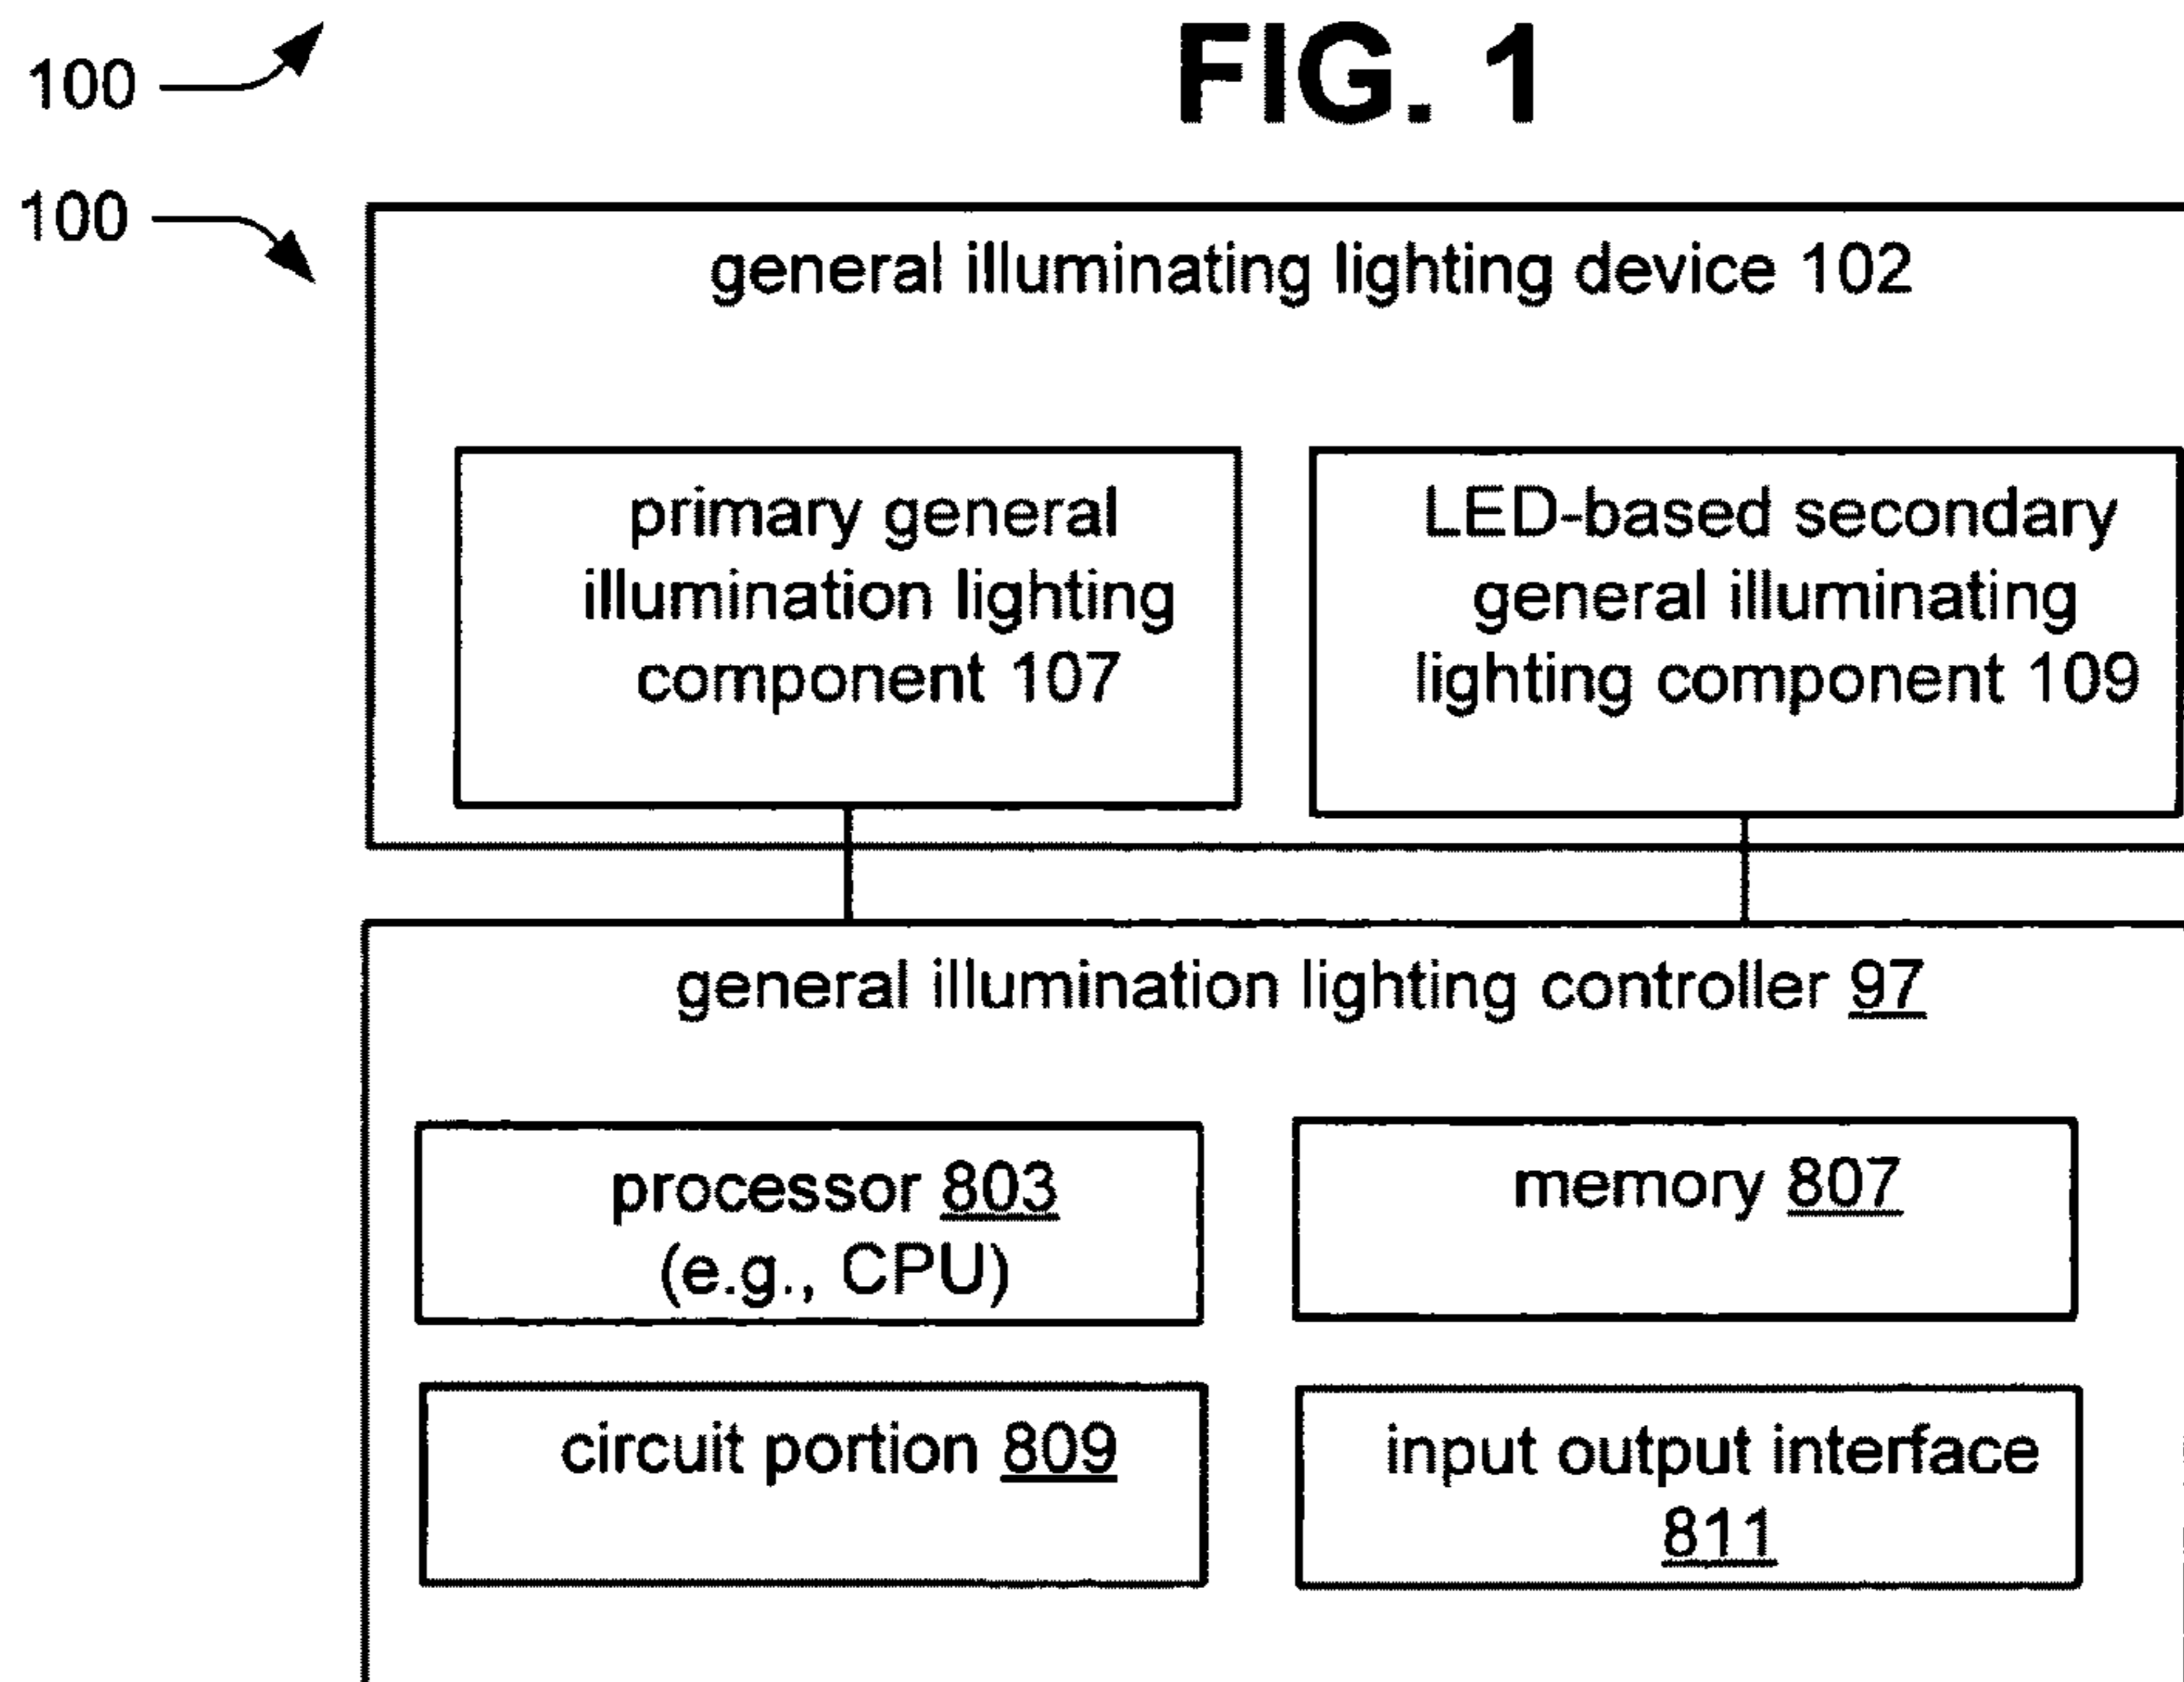 100
FIG. 1
100
general illuminating lighting device 102
primary general
illumination lighting
component 107
LED-based secondary
general illuminating
lighting component 109
general illumination lighting controller 97
processor 803
(e.g., CPU)
memory 807
circuit portion 809
input output interface
811